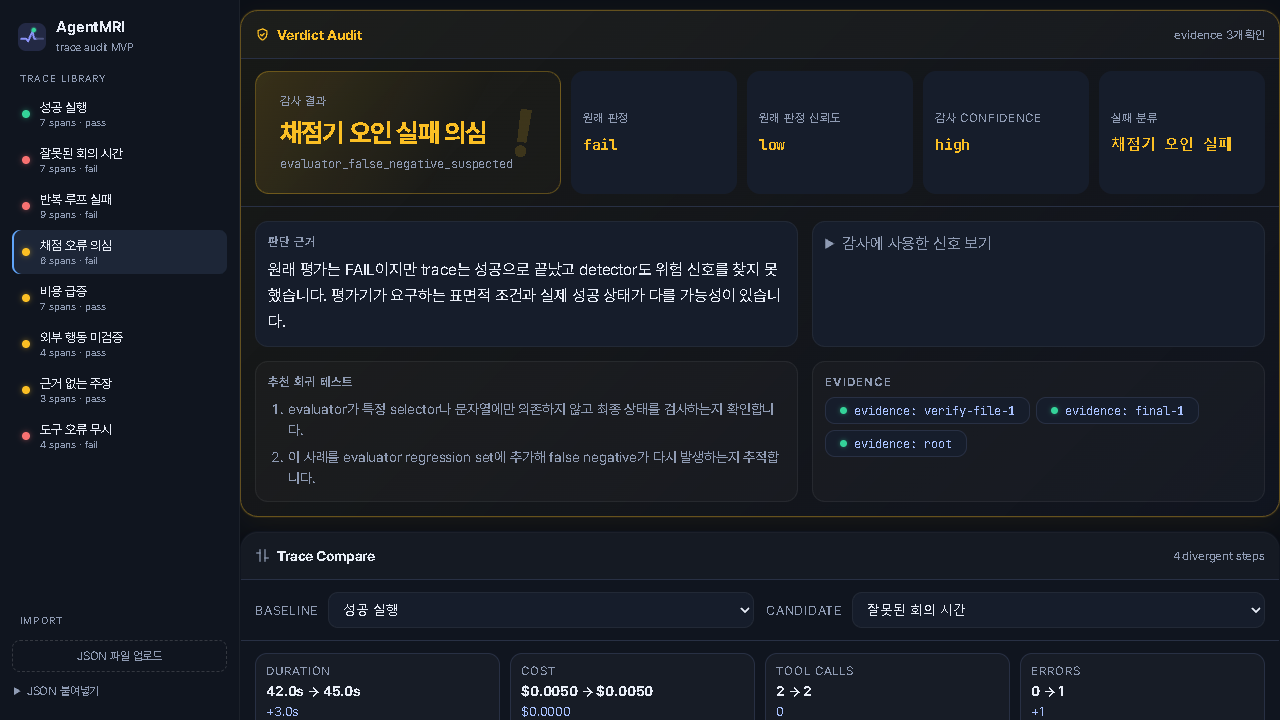 AgentMRI
trace audit MVP
TRACE LIBRARY
성공 실행
7 spans · pass
잘못된 회의 시간
7 spans · fail
반복 루프 실패
9 spans · fail
채점 오류 의심
6 spans · fail
비용 급증
7 spans · pass
외부 행동 미검증
4 spans · pass
근거 없는 주장
3 spans · pass
도구 오류 무시
4 spans · fail
IMPORT
JSON 파일 업로드
▶ JSON 붙여넣기
Verdict Audit
evidence 3개 확인
감사 결과
채점기 오인 실패 의심
evaluator_false_negative_suspected
!
원래 판정
fail
원래 판정 신뢰도
low
감사 CONFIDENCE
high
실패 분류
채점기 오인 실패
판단 근거
원래 평가는 FAIL이지만 trace는 성공으로 끝났고 detector도 위험 신호를 찾지 못
했습니다. 평가기가 요구하는 표면적 조건과 실제 성공 상태가 다를 가능성이 있습니
다.
▶ 감사에 사용한 신호 보기
추천 회귀 테스트
1. evaluator가 특정 selector나 문자열에만 의존하지 않고 최종 상태를 검사하는지 확인합니
다.
2. 이 사례를 evaluator regression set에 추가해 false negative가 다시 발생하는지 추적합
니다.
EVIDENCE
evidence: verify-file-1
evidence: final-1
evidence: root
Trace Compare
4 divergent steps
BASELINE
성공 실행
CANDIDATE
잘못된 회의 시간
DURATION
42.0s → 45.0s
+3.0s
COST
$0.0050 → $0.0050
$0.0000
TOOL CALLS
2 → 2
0
ERRORS
0 → 1
+1